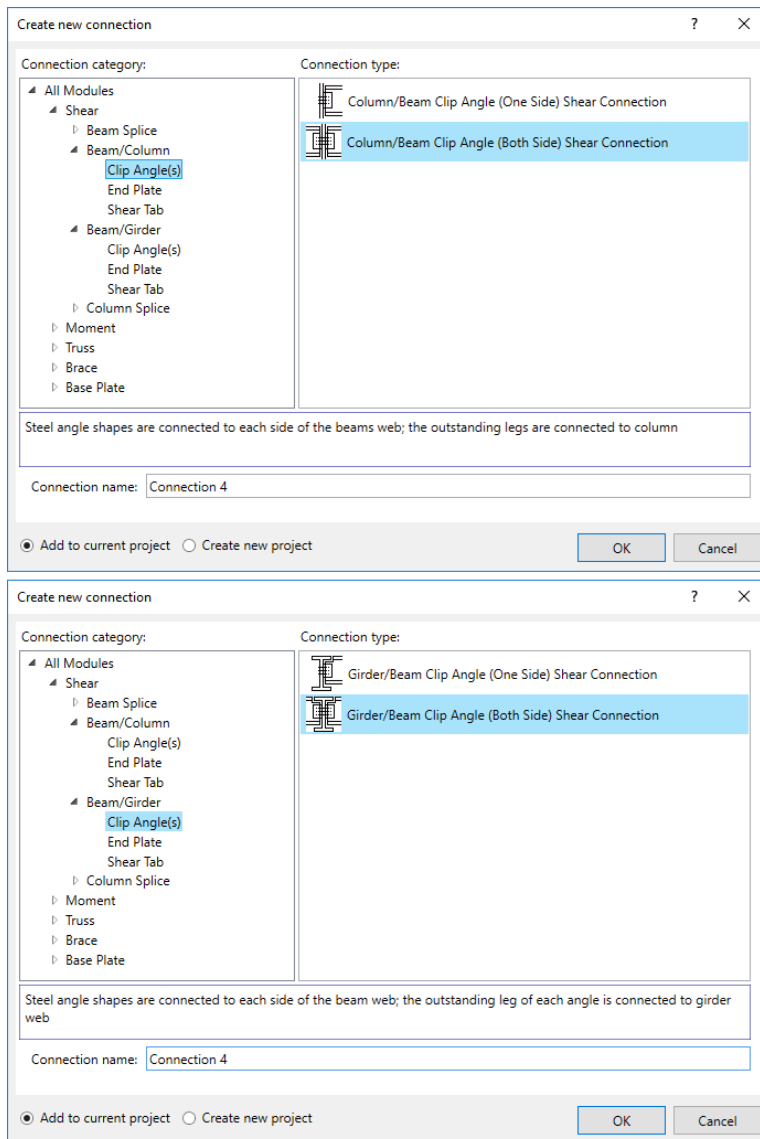 Create new connection ? ×
Connection category:
All Modules
Shear
Beam Splice
Beam/Column
Clip Angle(s)
End Plate
Shear Tab
Beam/Girder
Clip Angle(s)
End Plate
Shear Tab
Column Splice
Moment
Truss
Brace
Base Plate
Connection type:
Column/Beam Clip Angle (One Side) Shear Connection
Column/Beam Clip Angle (Both Side) Shear Connection
Steel angle shapes are connected to each side of the beams web; the outstanding legs are connected to column
Connection name: Connection 4
Add to current project Create new project
OK Cancel
Create new connection ? ×
Connection category:
All Modules
Shear
Beam Splice
Beam/Column
Clip Angle(s)
End Plate
Shear Tab
Beam/Girder
Clip Angle(s)
End Plate
Shear Tab
Column Splice
Moment
Truss
Brace
Base Plate
Connection type:
Girder/Beam Clip Angle (One Side) Shear Connection
Girder/Beam Clip Angle (Both Side) Shear Connection
Steel angle shapes are connected to each side of the beam web; the outstanding leg of each angle is connected to girder
web
Connection name: Connection 4
Add to current project Create new project
OK Cancel